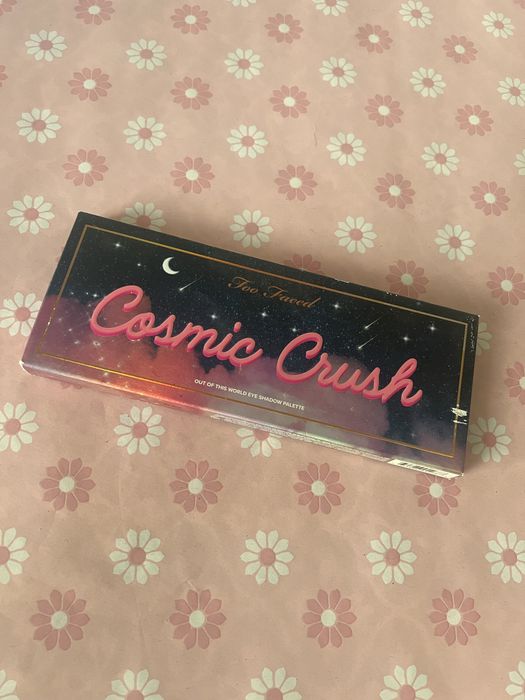 Too Faced
Cosmic Crush
OUT OF THIS WORLD EYE SHADOW PALETTE